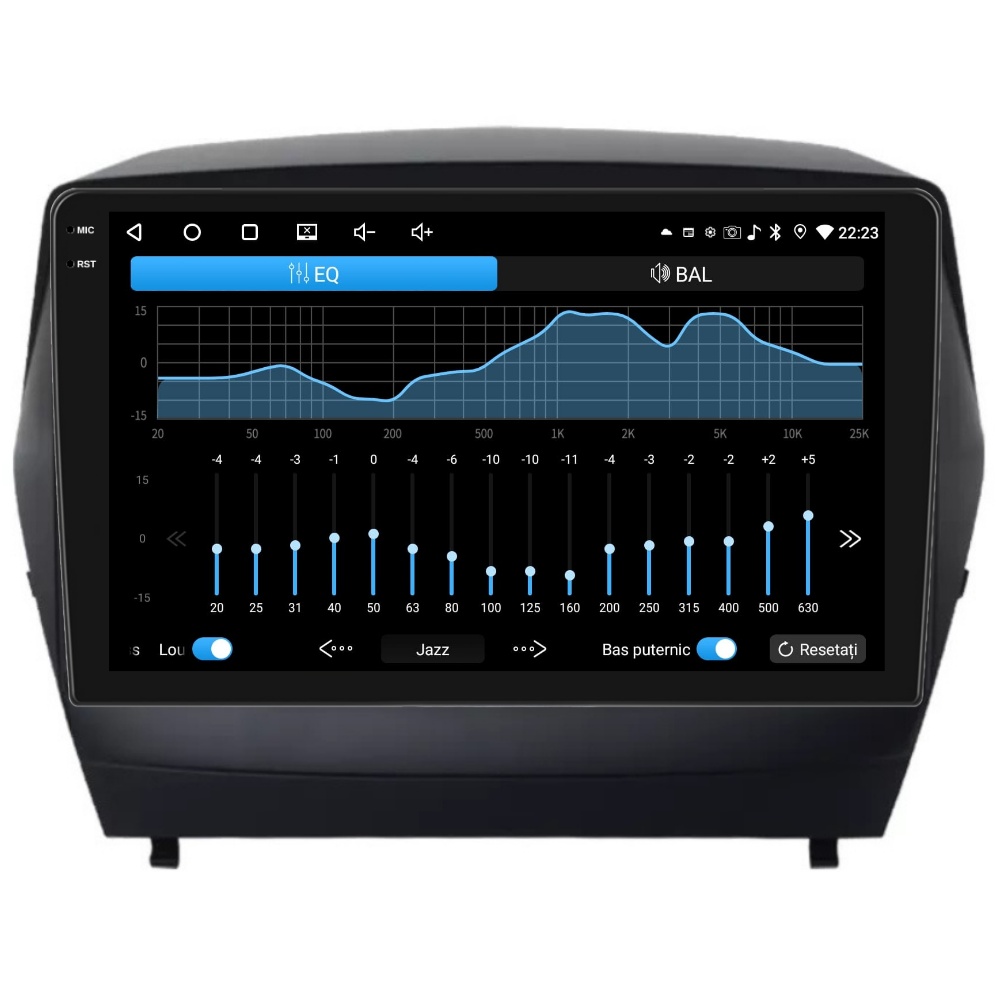 MIC
RST
22:23
EQ
BAL
15
0
-15
20 50 100 200 500 1K 2K 5K 10K 25K
-4 -4 -3 -1 0 -4 -6 -10 -10 -11 -4 -3 -2 -2 +2 +5
15
0
-15
20 25 31 40 50 63 80 100 125 160 200 250 315 400 500 630
s Lou Jazz Bas puternic Resetați